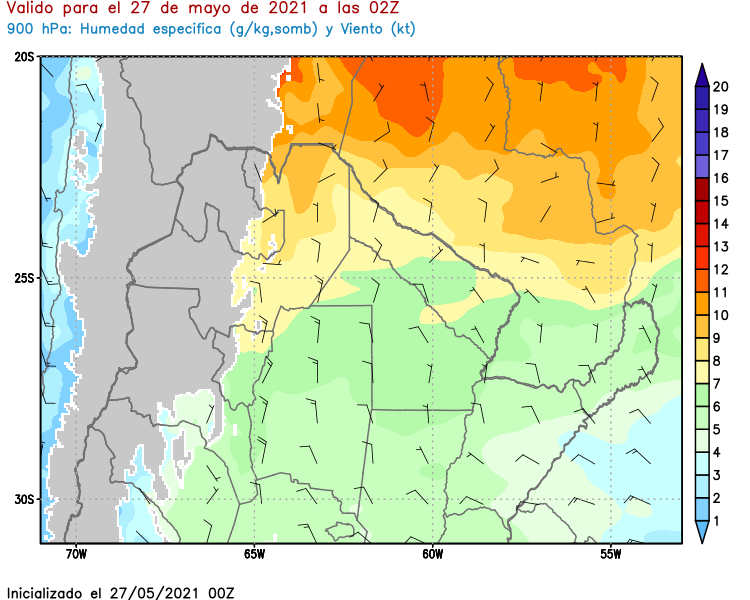 Valido para el 27 de mayo de 2021 a las 02Z
900 hPa: Humedad especifica (g/kg,somb) y Viento (kt)
20S
25S
30S
70W 65W 60W 55W
20
19
18
17
16
15
14
13
12
11
10
9
8
7
6
5
4
3
2
1
Inicializado el 27/05/2021 00Z